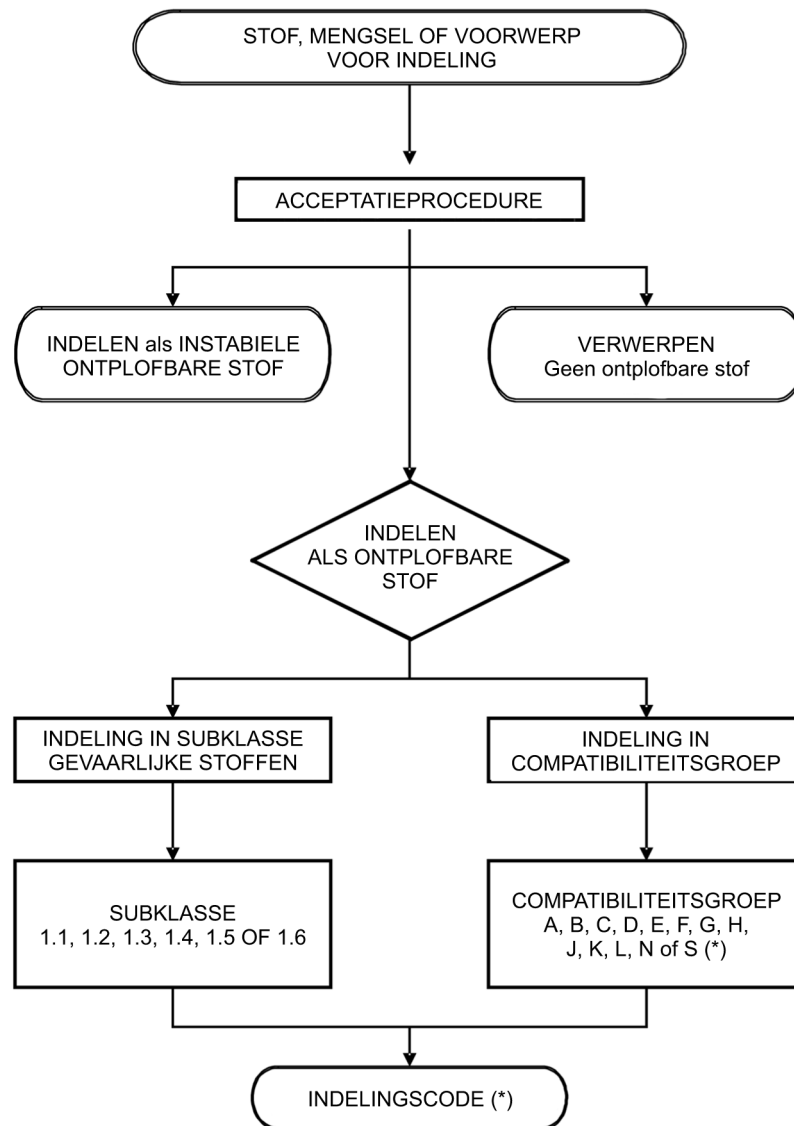 STOF, MENGSEL OF VOORWERP
VOOR INDELING
ACCEPTATIEPROCEDURE
INDELEN als INSTABIELE
ONTPLOFBARE STOF
VERWERPEN
Geen ontplofbare stof
INDELEN
ALS ONTPLOFBARE
STOF
INDELING IN SUBKLASSE
GEVAARLIJKE STOFFEN
INDELING IN
COMPATIBILITEITSGROEP
SUBKLASSE
1.1, 1.2, 1.3, 1.4, 1.5 OF 1.6
COMPATIBILITEITSGROEP
A, B, C, D, E, F, G, H,
J, K, L, N of S (*)
INDELINGSCODE (*)